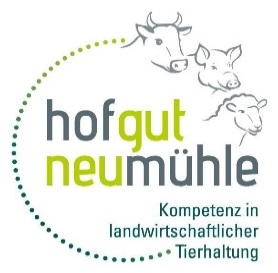 hofgut
neumühle
Kompetenz in
landwirtschaftlicher
Tierhaltung